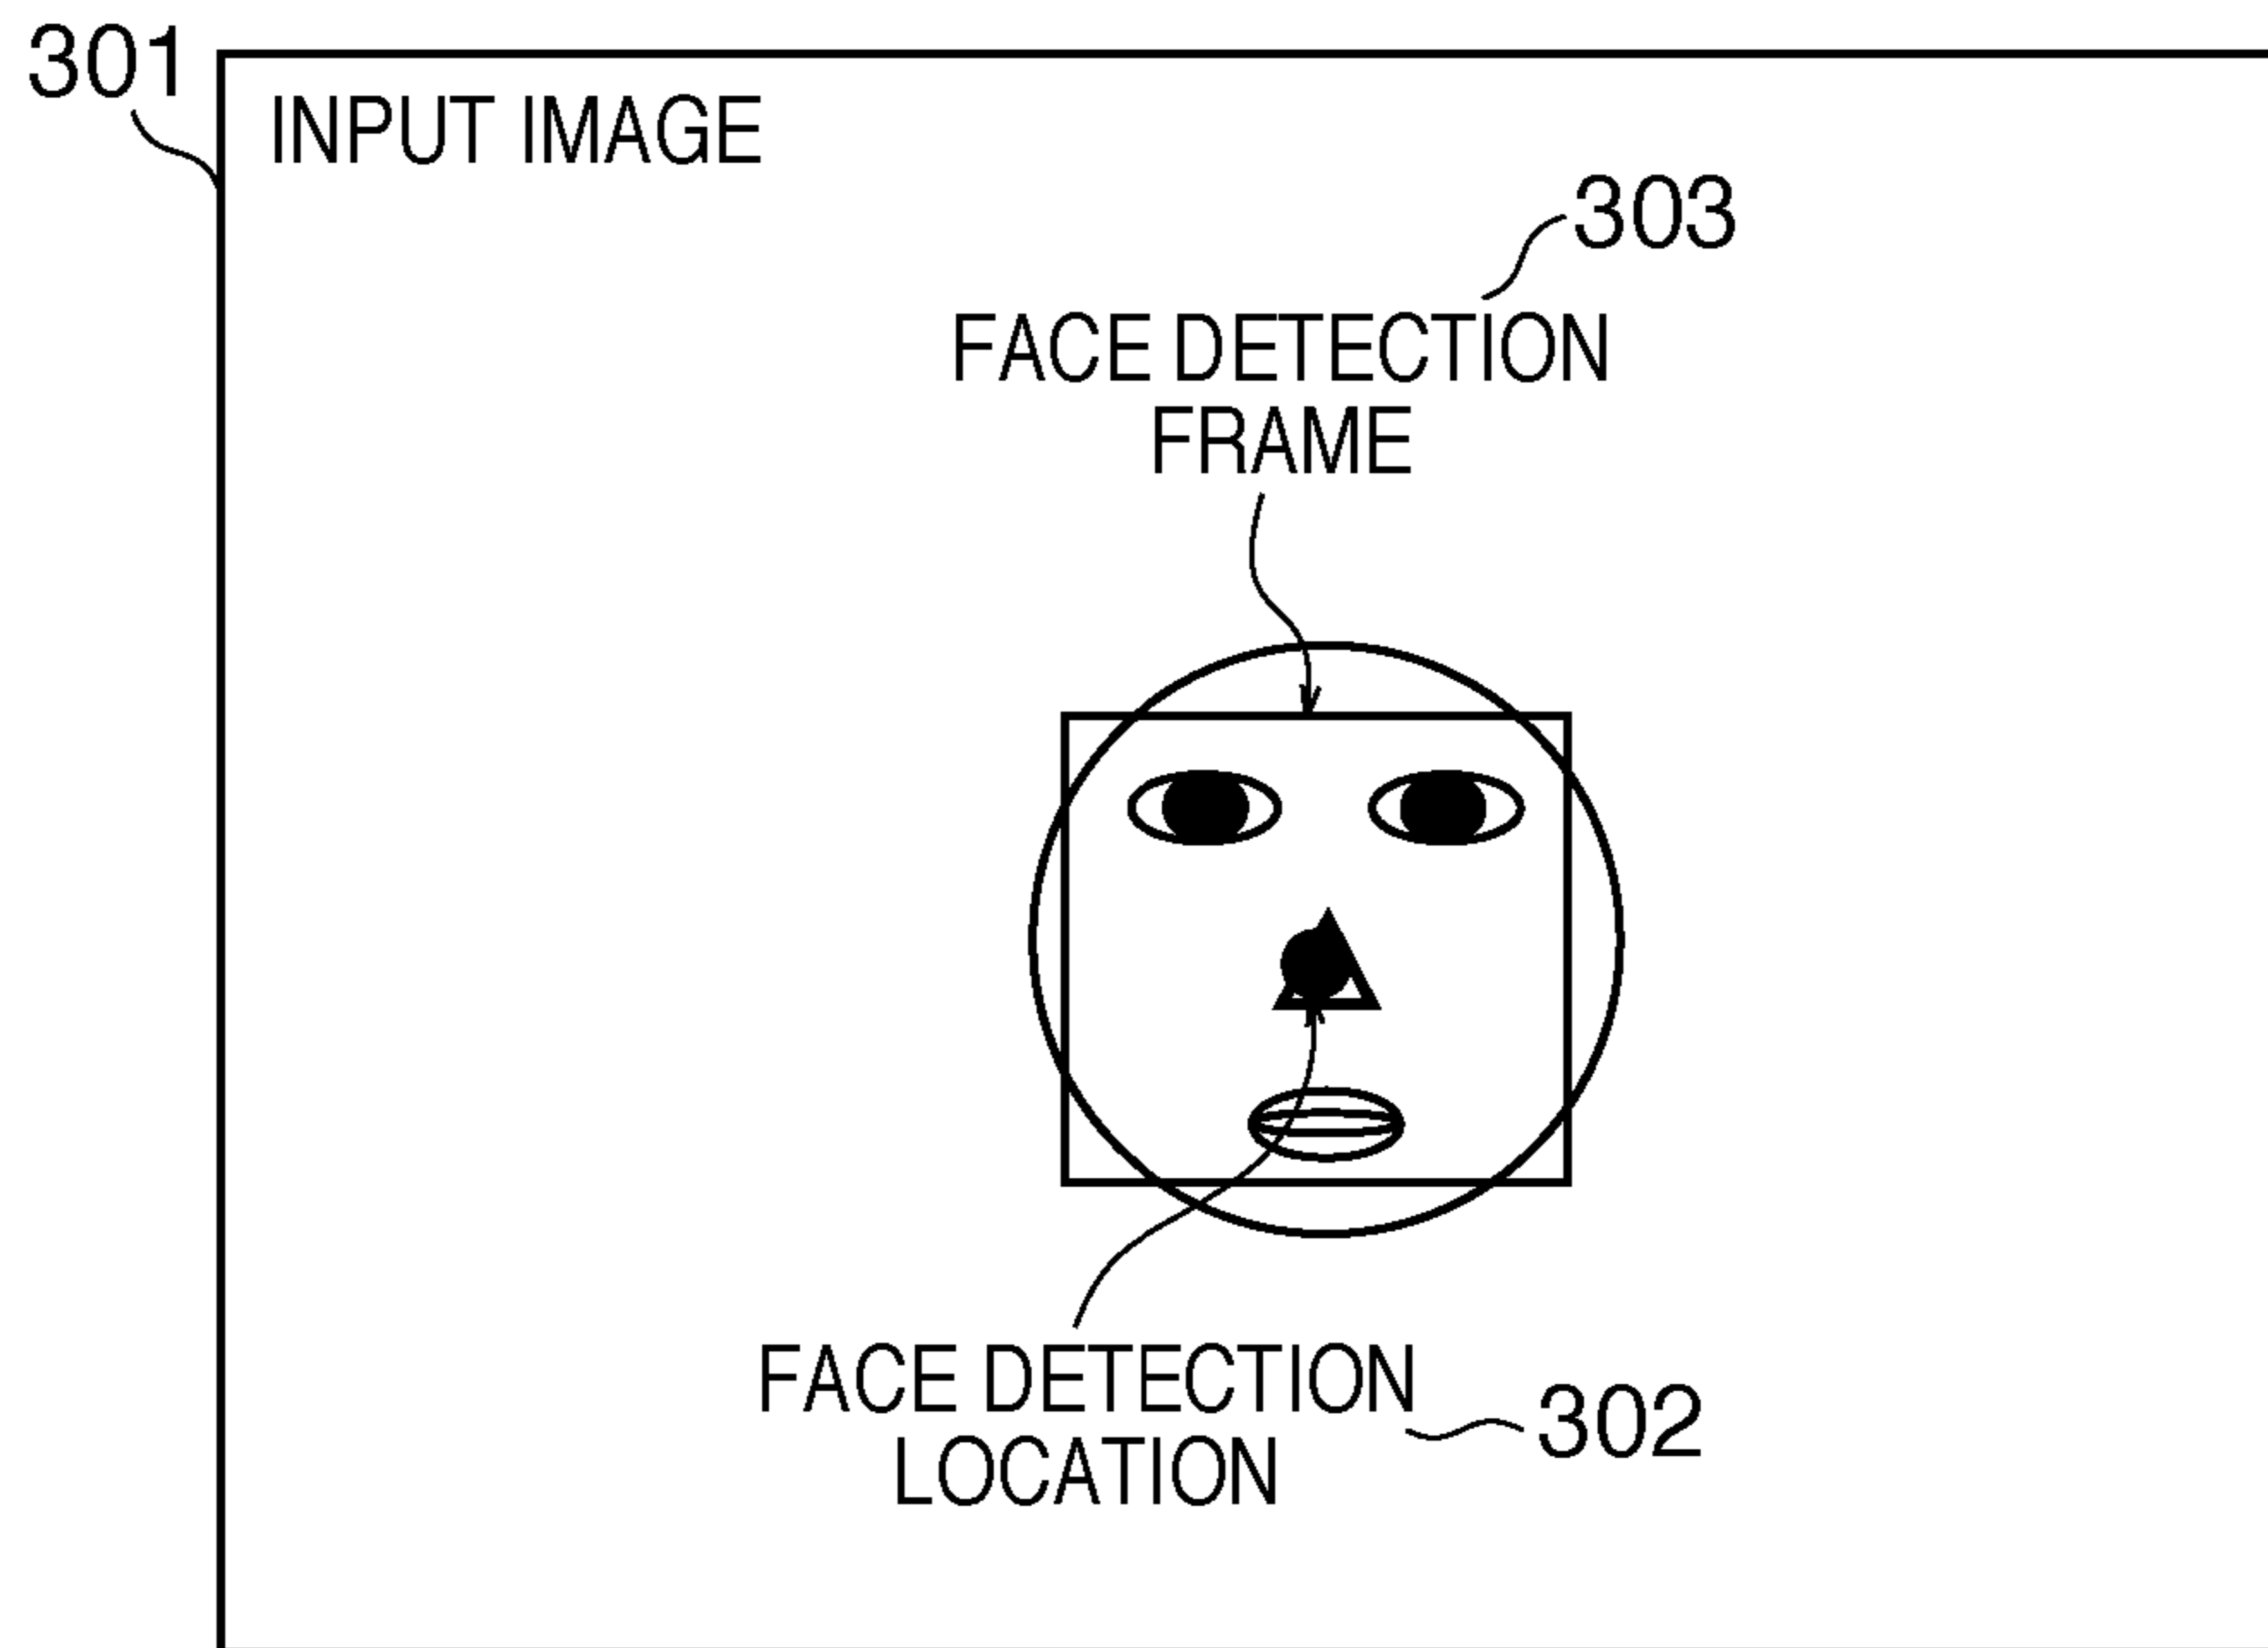 301
INPUT IMAGE
303
FACE DETECTION
FRAME
FACE DETECTION
LOCATION
302